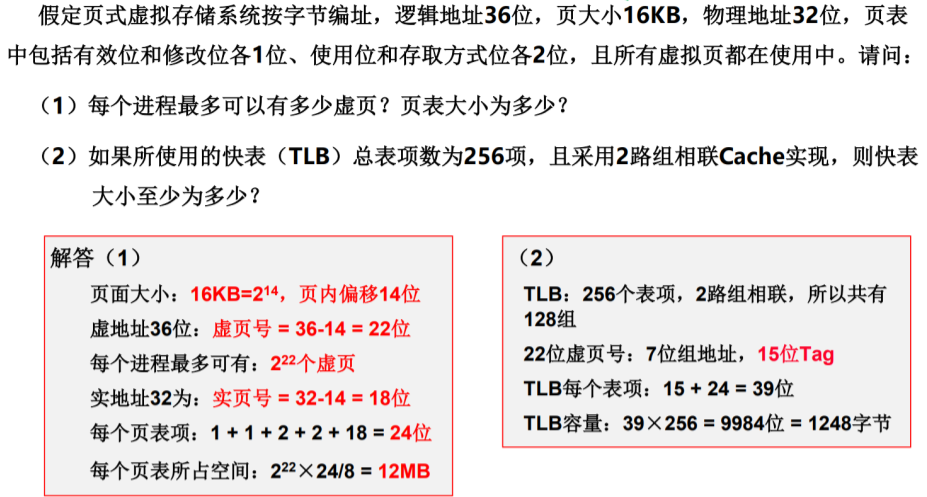 假定页式虚拟存储系统按字节编址，逻辑地址36位，页大小16KB，物理地址32位，页表
中包括有效位和修改位各1位、使用位和存取方式位各2位，且所有虚拟页都在使用中。请问：
（1）每个进程最多可以有多少虚页？页表大小为多少？
（2）如果所使用的快表（TLB）总表项数为256项，且采用2路组相联Cache实现，则快表
大小至少为多少？
解答（1）
页面大小：16KB=2¹⁴，页内偏移14位
虚地址36位：虚页号 = 36-14 = 22位
每个进程最多可有：2²²个虚页
实地址32为：实页号 = 32-14 = 18位
每个页表项：1 + 1 + 2 + 2 + 18 = 24位
每个页表所占空间：2²²×24/8 = 12MB
（2）
TLB：256个表项，2路组相联，所以共有
128组
22位虚页号：7位组地址，15位Tag
TLB每个表项：15 + 24 = 39位
TLB容量：39×256 = 9984位 = 1248字节